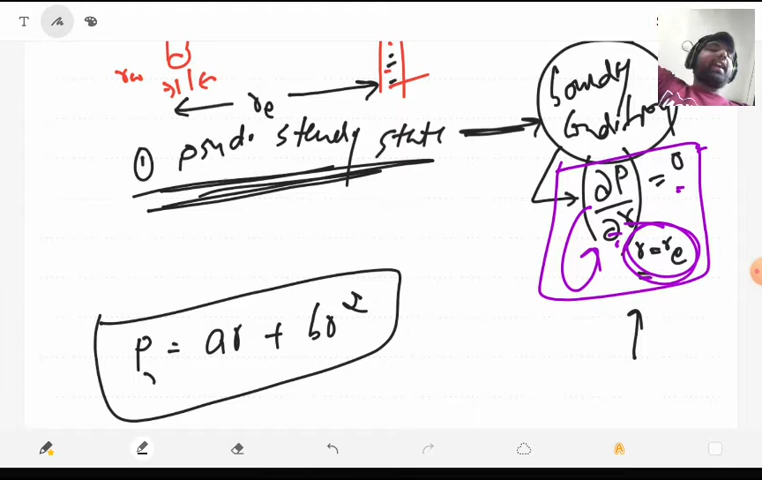 T
rw
re
① psudo steady state
Boundry Condition
(∂P/∂r) = 0
r = re
P = ar + br²